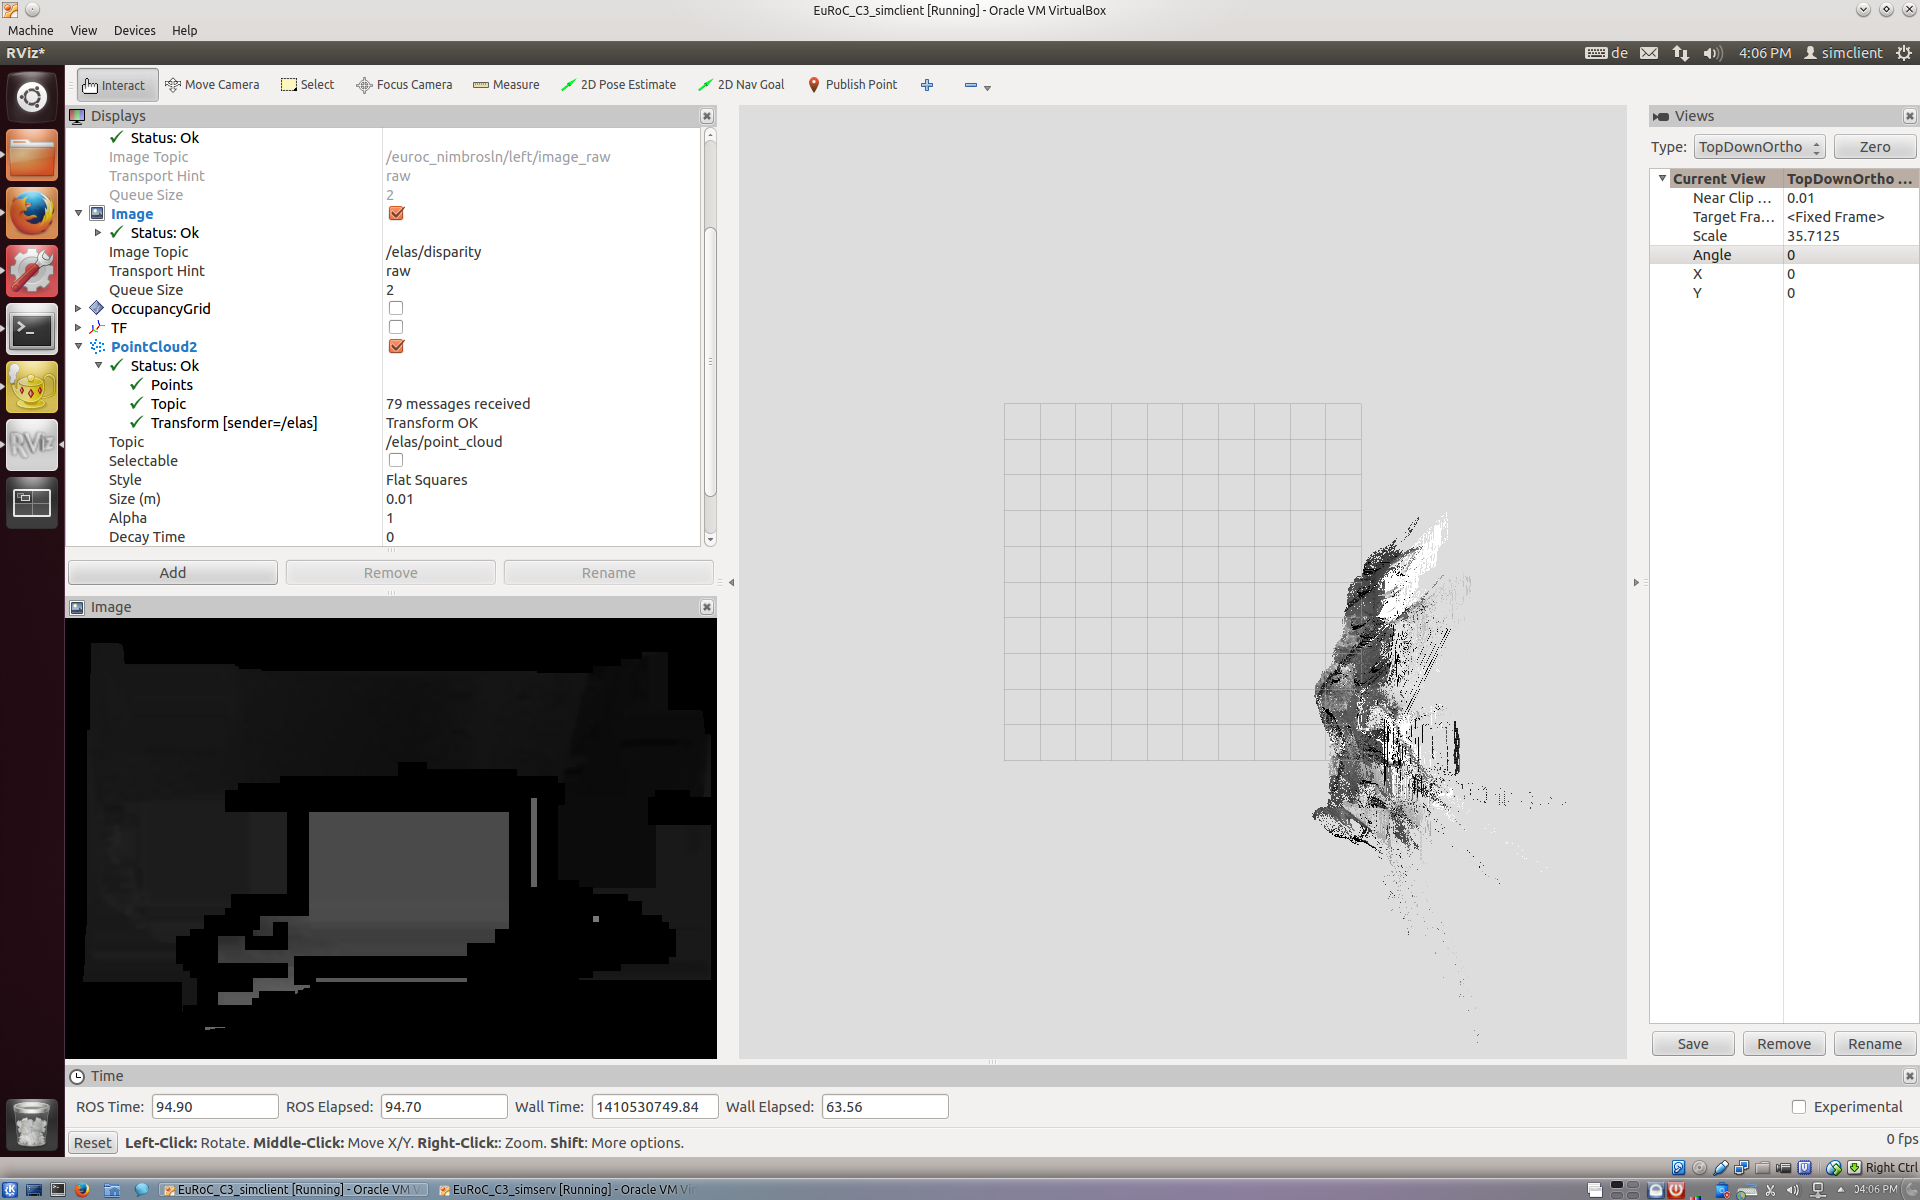 EuRoC_C3_simclient [Running] - Oracle VM VirtualBox
Machine View Devices Help
RViz* de 4:06 PM simclient
Interact Move Camera Select Focus Camera Measure 2D Pose Estimate 2D Nav Goal Publish Point
Displays
Status: Ok
Image Topic /euroc_nimbrosln/left/image_raw
Transport Hint raw
Queue Size 2
Image
Status: Ok
Image Topic /elas/disparity
Transport Hint raw
Queue Size 2
OccupancyGrid
TF
PointCloud2
Status: Ok
Points
Topic 79 messages received
Transform [sender=/elas] Transform OK
Topic /elas/point_cloud
Selectable
Style Flat Squares
Size (m) 0.01
Alpha 1
Decay Time 0
Add Remove Rename
Image
Views
Type: TopDownOrtho Zero
Current View TopDownOrtho ...
Near Clip ... 0.01
Target Fra... <Fixed Frame>
Scale 35.7125
Angle 0
X 0
Y 0
Save Remove Rename
RViz
Time
ROS Time: 94.90 ROS Elapsed: 94.70 Wall Time: 1410530749.84 Wall Elapsed: 63.56 Experimental
Reset Left-Click: Rotate. Middle-Click: Move X/Y. Right-Click:: Zoom. Shift: More options. 0 fps
Right Ctrl
EuRoC_C3_simclient [Running] - Oracle VM V EuRoC_C3_simserv [Running] - Oracle VM Vi 04:06 PM